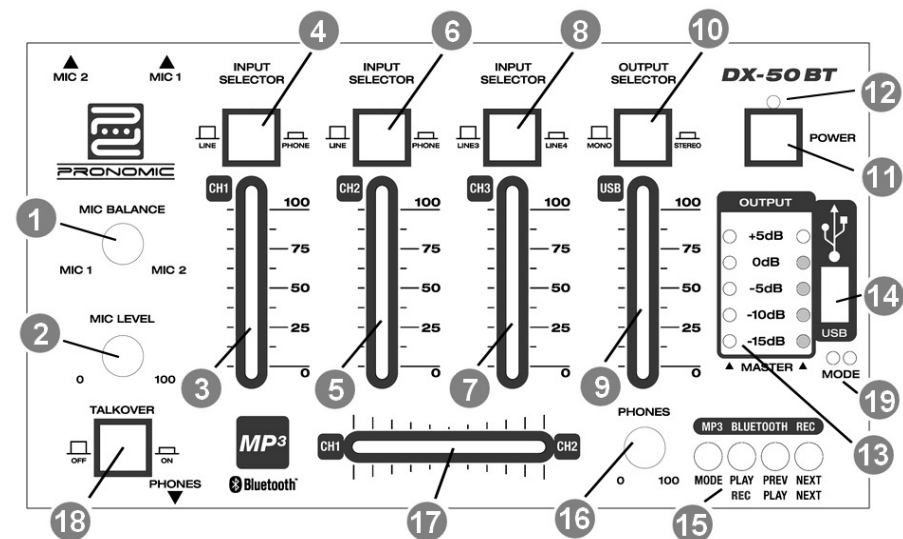 4
6
8
10
MIC 2
MIC 1
INPUT
SELECTOR
INPUT
SELECTOR
INPUT
SELECTOR
OUTPUT
SELECTOR
DX-50 BT
12
LINE
PHONE
LINE
PHONE
LINE3
LINE4
MONO
STEREO
POWER
PRONOMIC
11
CH1
100
75
50
25
0
CH2
100
75
50
25
0
CH3
100
75
50
25
0
USB
100
75
50
25
0
OUTPUT
+5dB
0dB
-5dB
-10dB
-15dB
MASTER
USB
14
MODE
19
1
MIC BALANCE
MIC 1
MIC 2
2
MIC LEVEL
0
100
3
5
7
9
13
TALKOVER
OFF
ON
PHONES
18
MP3
Bluetooth
CH1
CH2
17
PHONES
0
100
16
MP3 BLUETOOTH REC
MODE PLAY PREV NEXT
REC PLAY NEXT
15